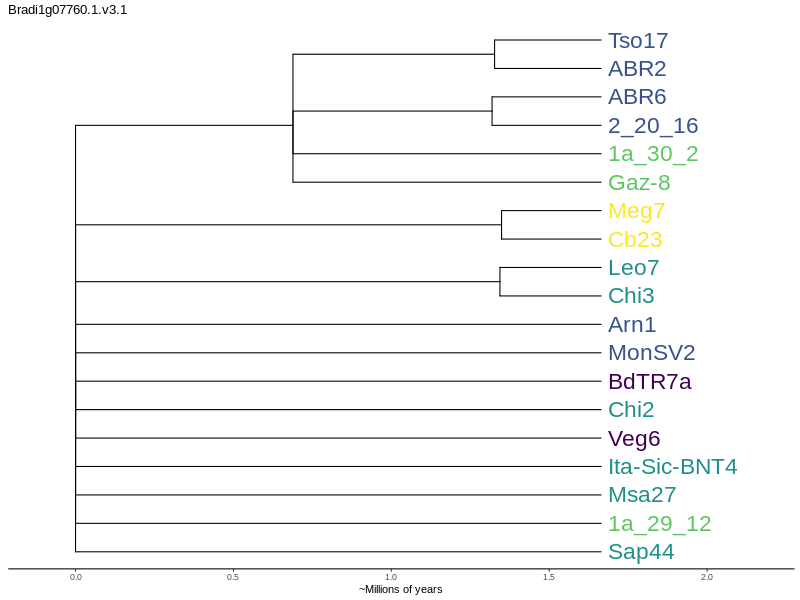 Bradi1g07760.1.v3.1
Tso17
ABR2
ABR6
2_20_16
1a_30_2
Gaz-8
Meg7
Cb23
Leo7
Chi3
Arn1
MonSV2
BdTR7a
Chi2
Veg6
Ita-Sic-BNT4
Msa27
1a_29_12
Sap44
0.0 0.5 1.0 1.5 2.0
~Millions of years